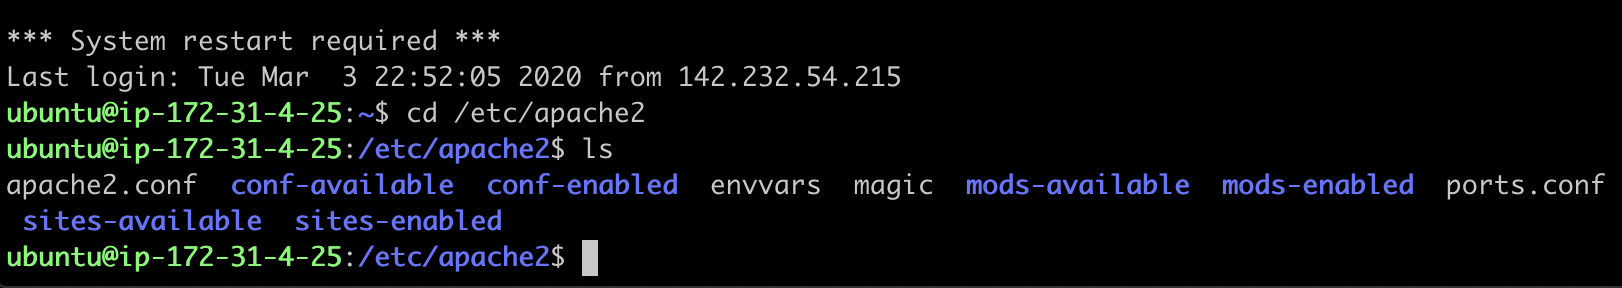 *** System restart required ***
Last login: Tue Mar  3 22:52:05 2020 from 142.232.54.215
ubuntu@ip-172-31-4-25:~$ cd /etc/apache2
ubuntu@ip-172-31-4-25:/etc/apache2$ ls
apache2.conf  conf-available  conf-enabled  envvars  magic  mods-available  mods-enabled  ports.conf
 sites-available  sites-enabled
ubuntu@ip-172-31-4-25:/etc/apache2$